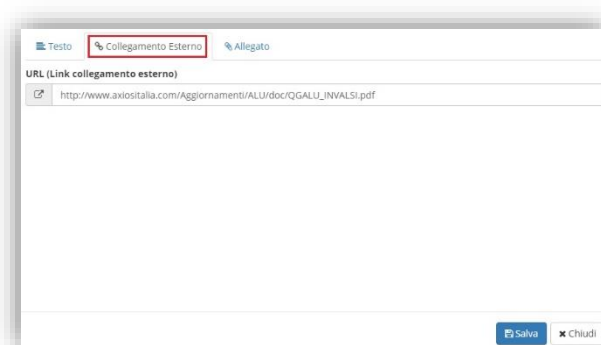 Testo Collegamento Esterno Allegato
URL (Link collegamento esterno)
http://www.axiositalia.com/Aggiornamenti/ALU/doc/QGALU_INVALSI.pdf
Salva Chiudi